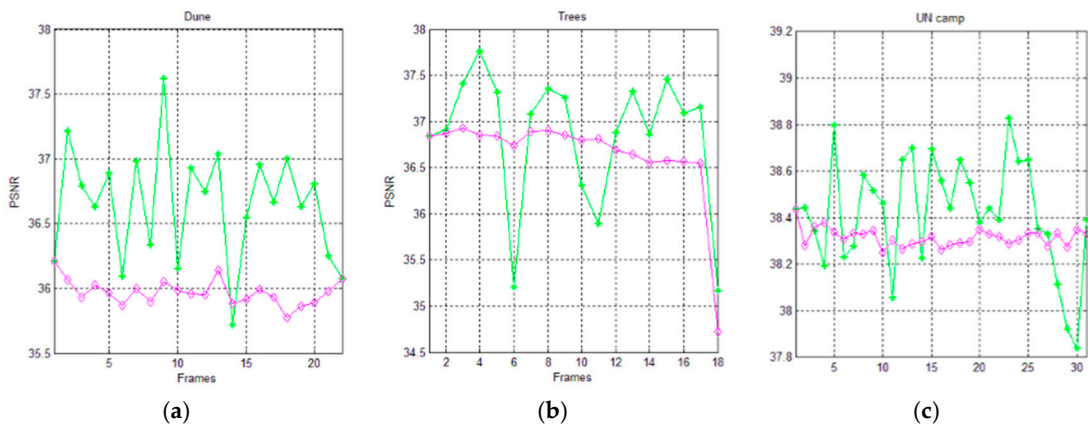 Dune
38
37.5
37
36.5
36
35.5
PSNR
5 10 15 20
Frames
(a)
Trees
38
37.5
37
36.5
36
35.5
35
34.5
PSNR
2 4 6 8 10 12 14 16 18
Frames
(b)
UN camp
39.2
39
38.8
38.6
38.4
38.2
38
37.8
5 10 15 20 25 30
(c)